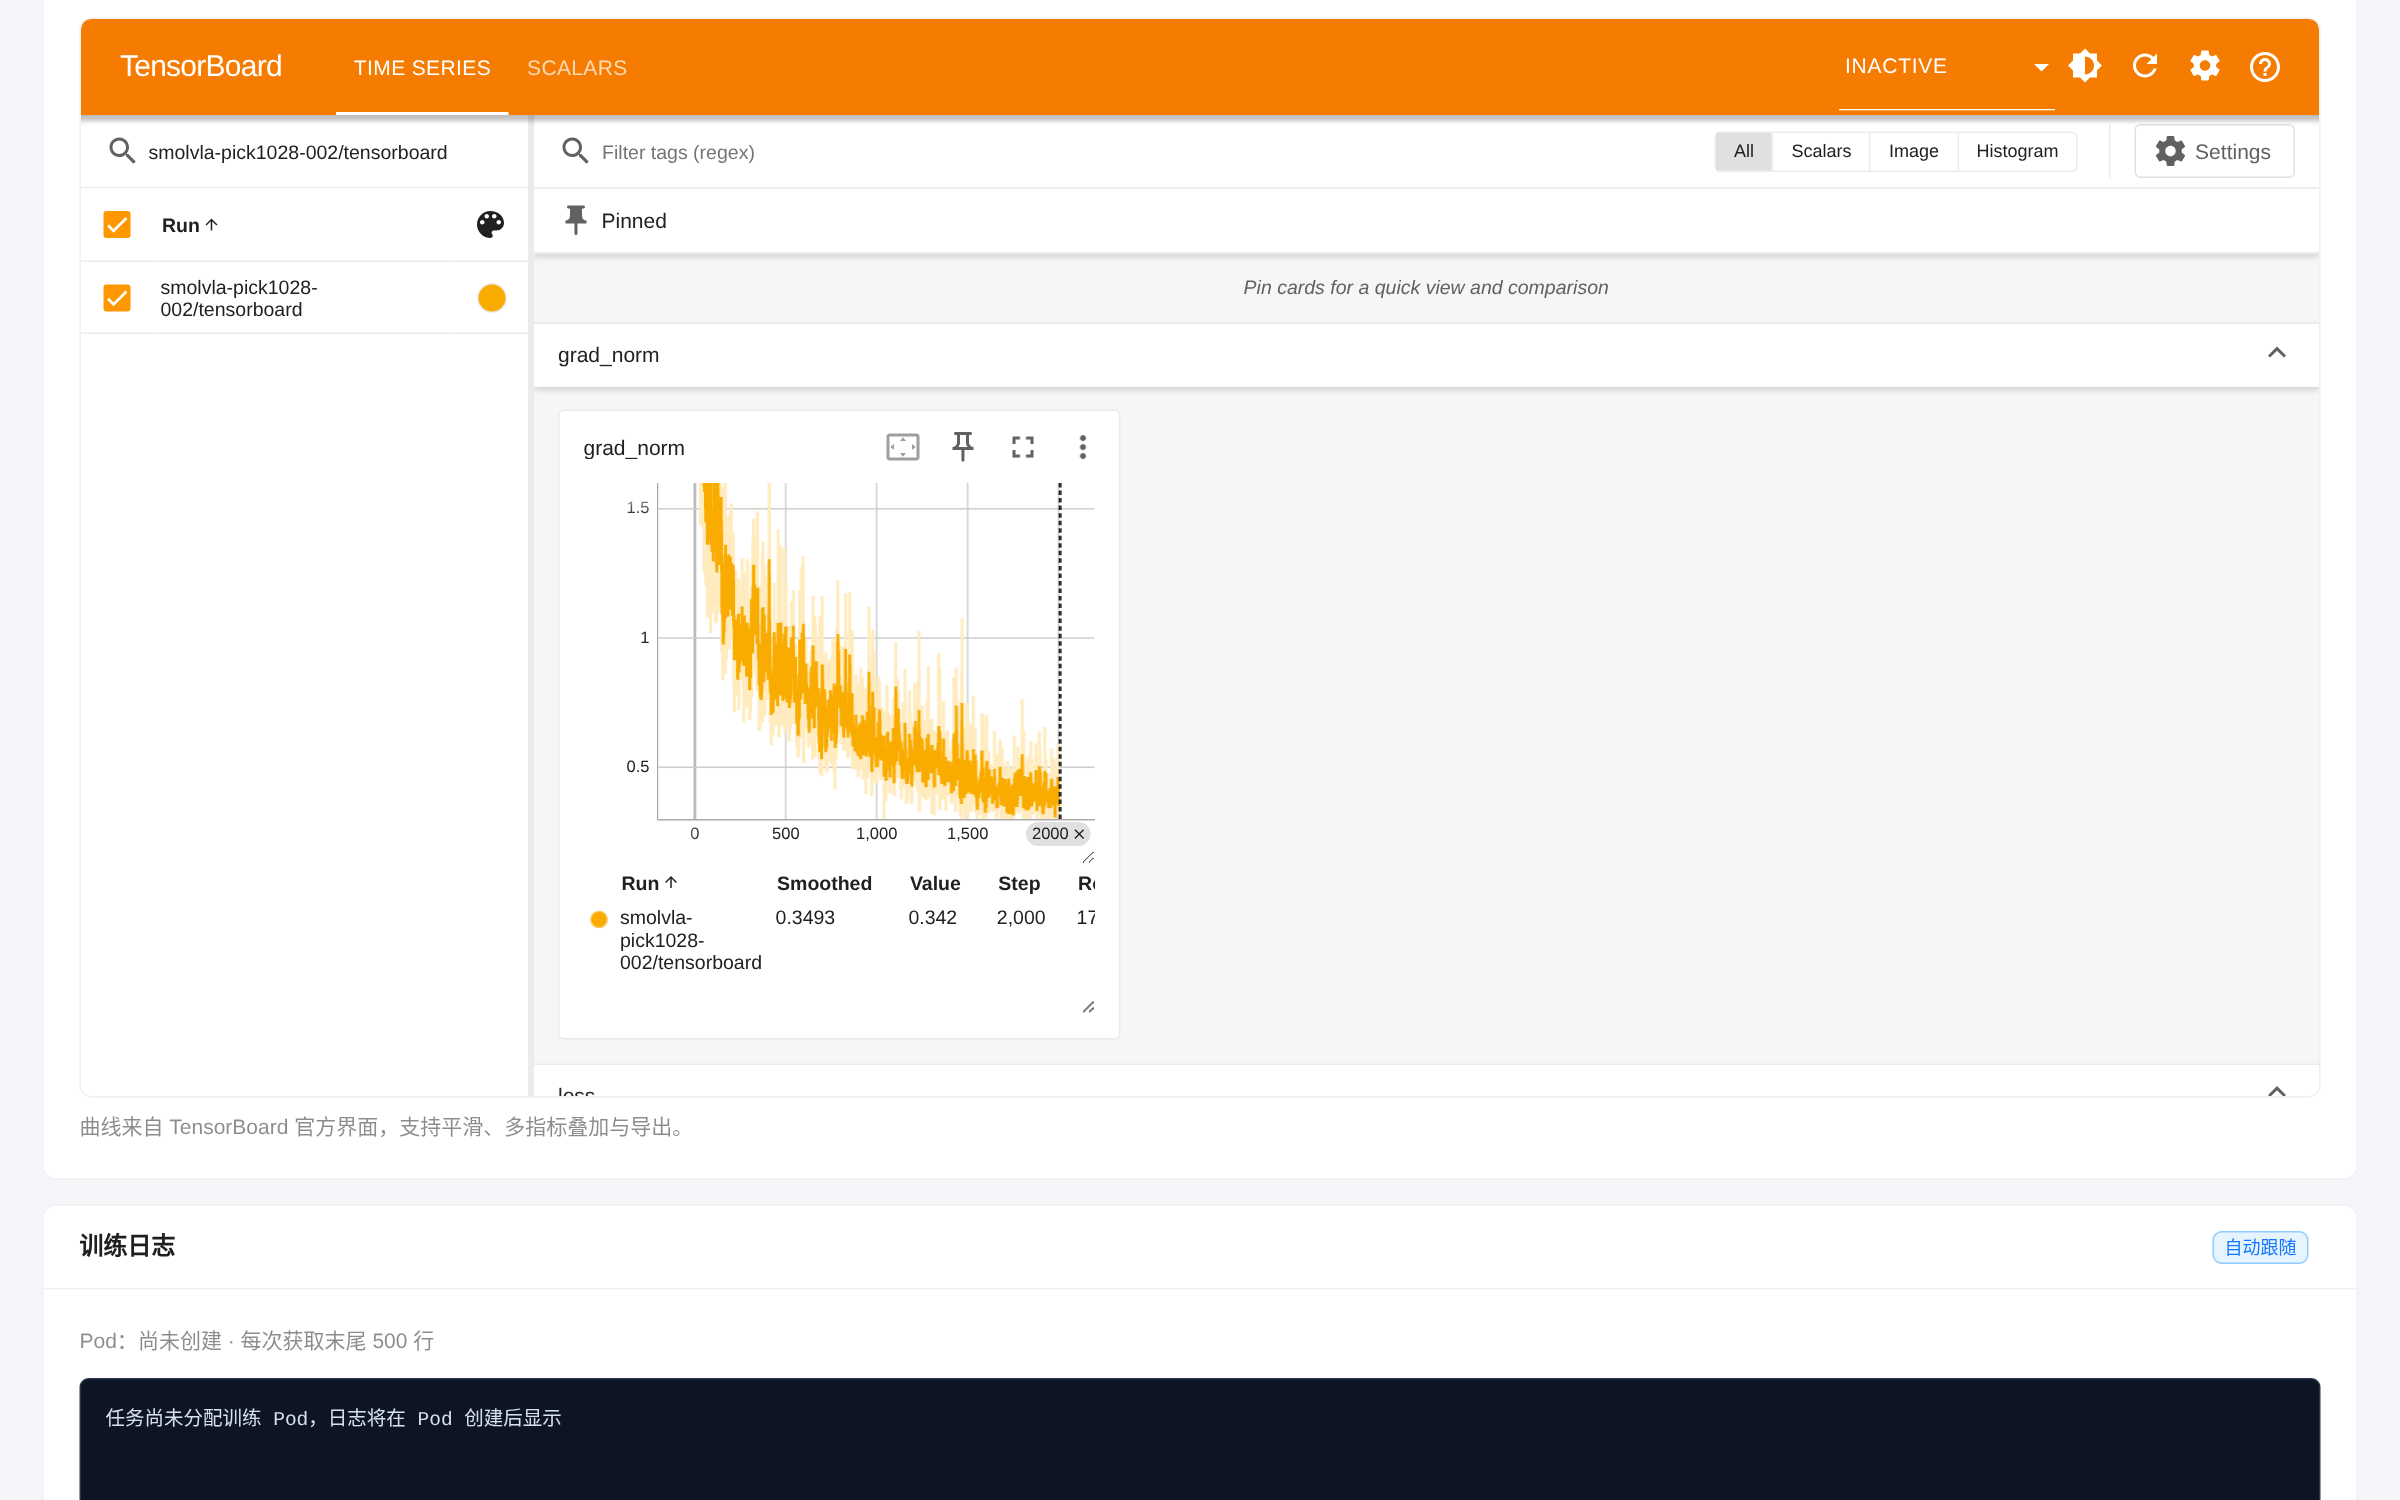 TensorBoard
TIME SERIES
SCALARS
INACTIVE
smolvla-pick1028-002/tensorboard
Filter tags (regex)
All
Scalars
Image
Histogram
Settings
Run
Pinned
smolvla-pick1028-
002/tensorboard
Pin cards for a quick view and comparison
grad_norm
grad_norm
1.5
1
0.5
0
500
1,000
1,500
2000
Run
Smoothed
Value
Step
smolvla-
pick1028-
002/tensorboard
0.3493
0.342
2,000
17
loss
曲线来自 TensorBoard 官方界面，支持平滑、多指标叠加与导出。
训练日志
自动跟随
Pod：尚未创建 · 每次获取末尾 500 行
任务尚未分配训练 Pod，日志将在 Pod 创建后显示